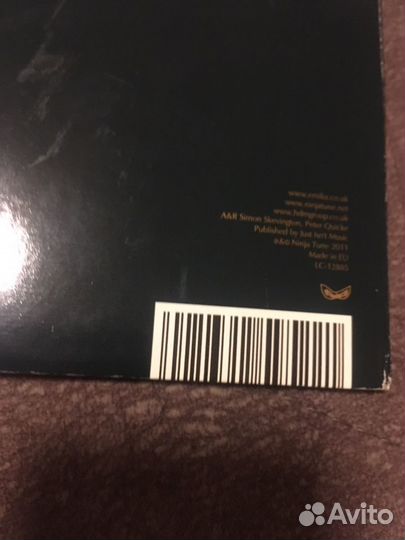 www.emika.co.uk
www.ninjatune.net
www.hdmgroup.co.uk
A&R Simon Skevington, Peter Quicke
Published by Just Isn't Music
℗&© Ninja Tune 2011
Made in EU
LC-12885
Avito